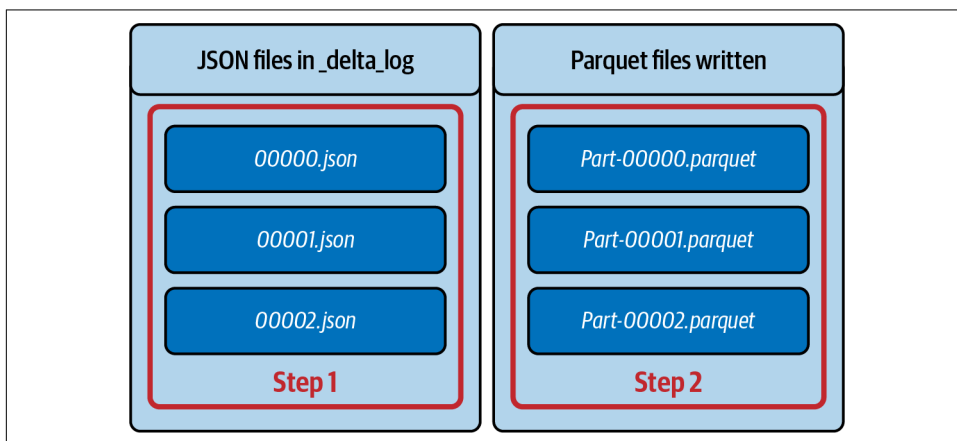 JSON files in _delta_log
00000.json
00001.json
00002.json
Step 1
Parquet files written
Part-00000.parquet
Part-00001.parquet
Part-00002.parquet
Step 2